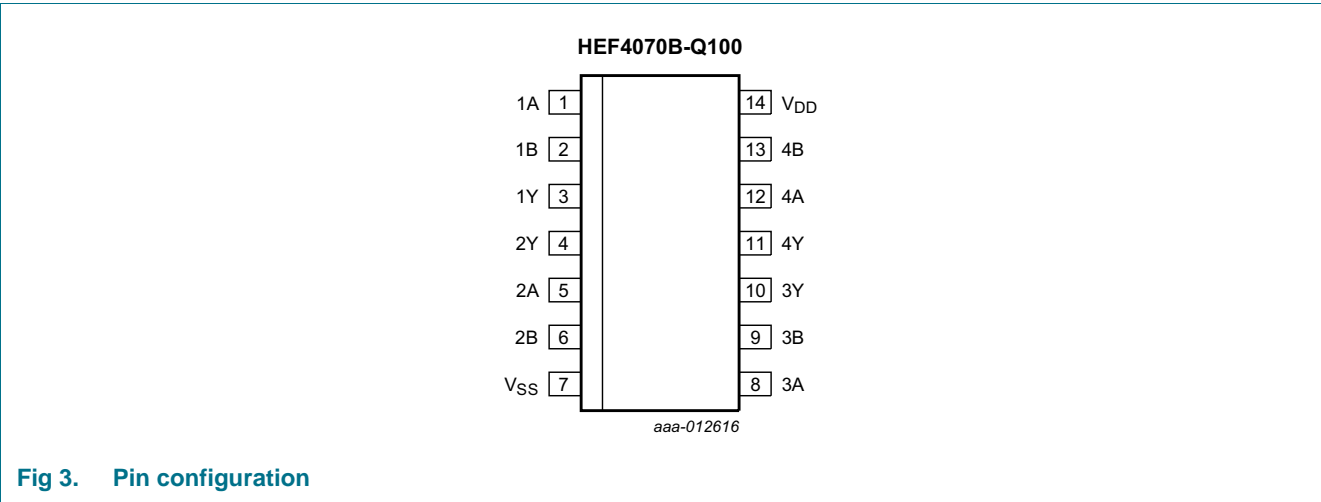 HEF4070B-Q100
1A 1 14 VDD
1B 2 13 4B
1Y 3 12 4A
2Y 4 11 4Y
2A 5 10 3Y
2B 6 9 3B
VSS 7 8 3A
aaa-012616
Fig 3. Pin configuration